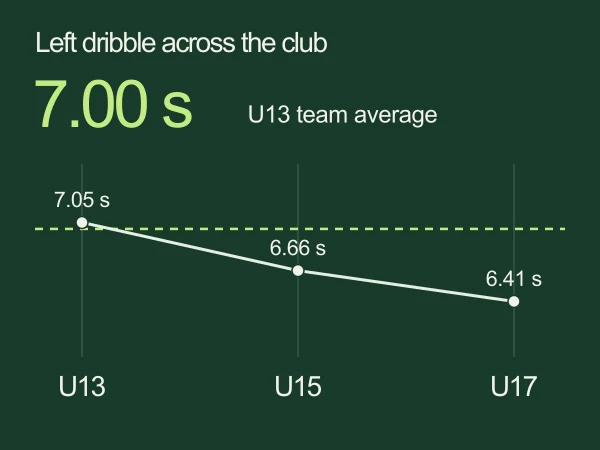 Left dribble across the club
7.00 s U13 team average
7.05 s
6.66 s
6.41 s
U13 U15 U17